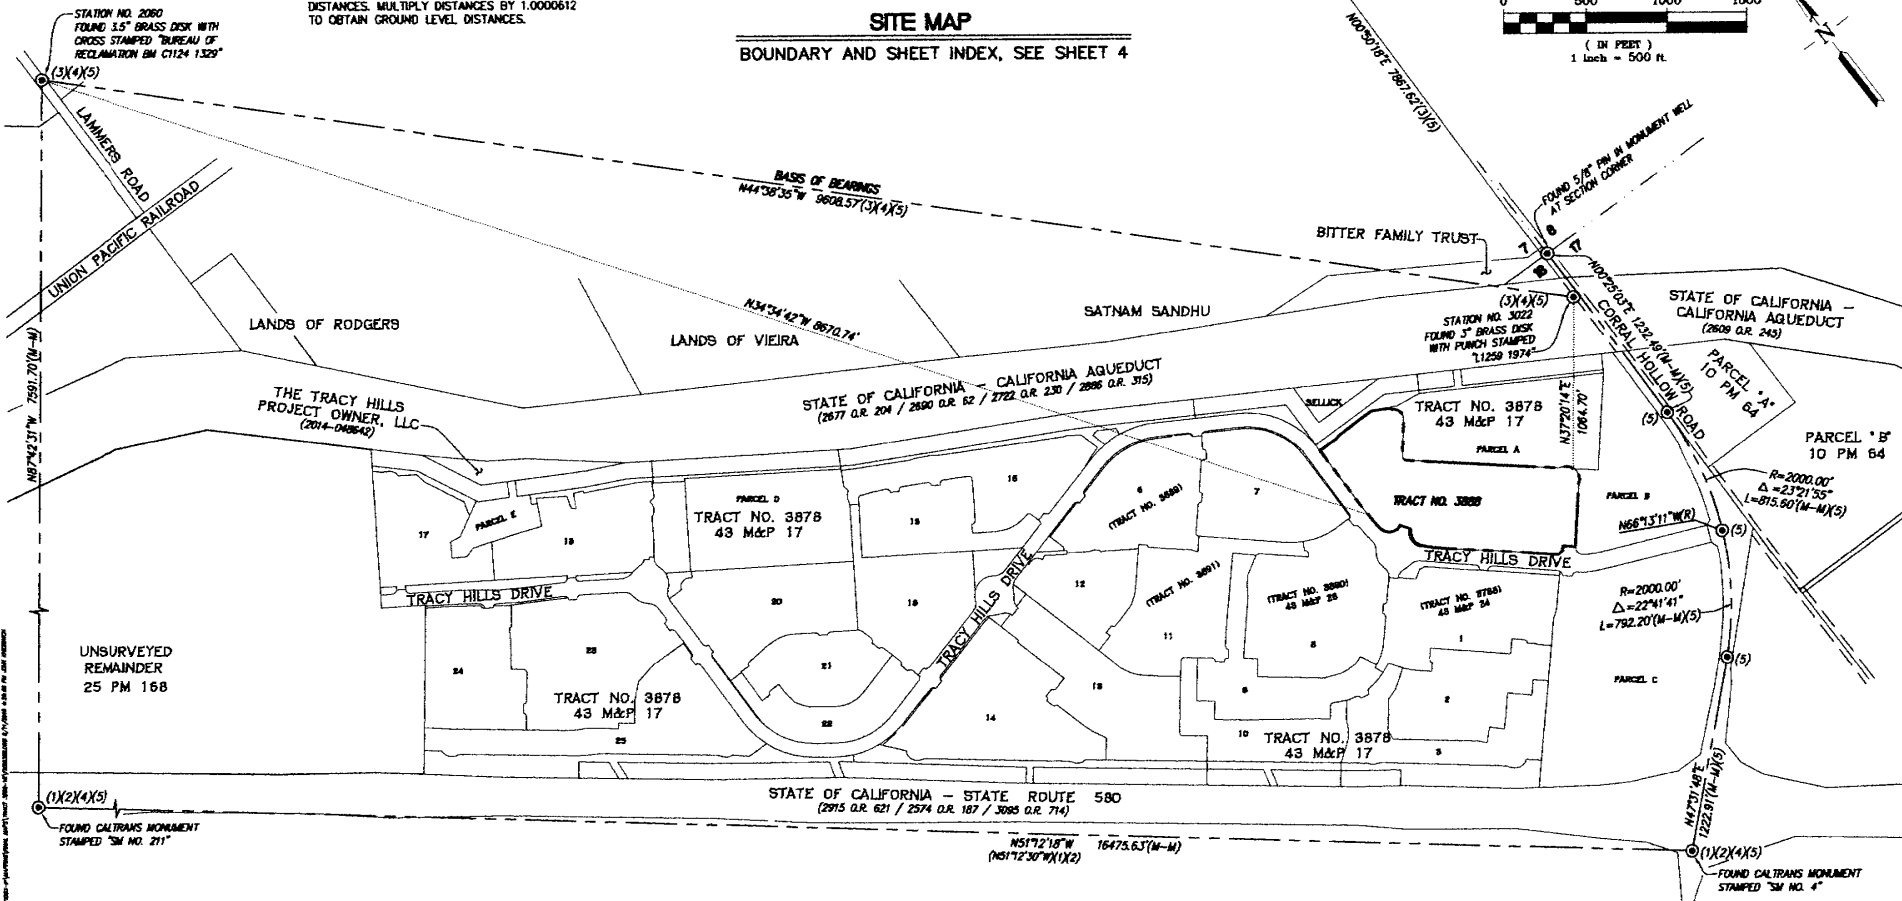 STATION NO. 2060
FOUND 3.5" BRASS DISK WITH
CROSS STAMPED "BUREAU OF
RECLAMATION BM C1124 1329"
(3)(4)(5)
DISTANCES. MULTIPLY DISTANCES BY 1.0000612
TO OBTAIN GROUND LEVEL DISTANCES.
SITE MAP
BOUNDARY AND SHEET INDEX, SEE SHEET 4
0 500 1000 1500
( IN FEET )
1 inch = 500 ft.
N00°50'18"E 7867.62'(3)(5)
FOUND 5/8" PIN IN MONUMENT WELL
AT SECTION CORNER
LAMMERS ROAD
UNION PACIFIC RAILROAD
BASIS OF BEARINGS
N44°38'35"W 9608.57'(3)(4)(5)
BITTER FAMILY TRUST
7
8
17
18
N00°25'03"E 1232.49'(M-M)(5)
CORRAL HOLLOW ROAD
(3)(4)(5)
STATION NO. 3022
FOUND 3" BRASS DISK
WITH PUNCH STAMPED
"L1259 1974"
STATE OF CALIFORNIA -
CALIFORNIA AQUEDUCT
(2609 O.R. 245)
LANDS OF RODGERS
LANDS OF VIEIRA
SATNAM SANDHU
N34°34'42"W 8670.74'
N87°42'31"W 7591.70'(M-M)
THE TRACY HILLS
PROJECT OWNER, LLC
(2014-048642)
STATE OF CALIFORNIA - CALIFORNIA AQUEDUCT
(2677 O.R. 204 / 2690 O.R. 62 / 2722 O.R. 230 / 2886 O.R. 315)
SELLICK
TRACT NO. 3878
43 M&P 17
PARCEL A
N37°20'14"E
1064.70'
(5)
PARCEL "A"
10 PM 64
PARCEL "B"
10 PM 64
R=2000.00'
Δ=23°21'55"
L=815.60'(M-M)(5)
PARCEL B
N66°13'11"W(R)
(5)
TRACT NO. 3888
17
PARCEL E
18
PARCEL D
TRACT NO. 3878
43 M&P 17
15
16
6
(TRACT NO. 3889)
7
TRACY HILLS DRIVE
TRACY HILLS DRIVE
TRACY HILLS DRIVE
20
19
12
(TRACT NO. 3891)
11
(TRACT NO. 3890)
8
(TRACT NO. 3788)
1
R=2000.00'
Δ=22°41'41"
L=792.20'(M-M)(5)
(5)
UNSURVEYED
REMAINDER
25 PM 168
24
23
21
22
TRACT NO. 3878
43 M&P 17
25
14
13
10
2
3
TRACT NO. 3878
43 M&P 17
PARCEL C
N47°31'48"E
1222.91'(M-M)(5)
(1)(2)(4)(5)
FOUND CALTRANS MONUMENT
STAMPED "SM NO. 211"
STATE OF CALIFORNIA - STATE ROUTE 580
(2915 O.R. 621 / 2574 O.R. 187 / 3095 O.R. 714)
N51°12'18"W 16475.63'(M-M)
(N51°12'30"W)(1)(2)
(1)(2)(4)(5)
FOUND CALTRANS MONUMENT
STAMPED "SM NO. 4"